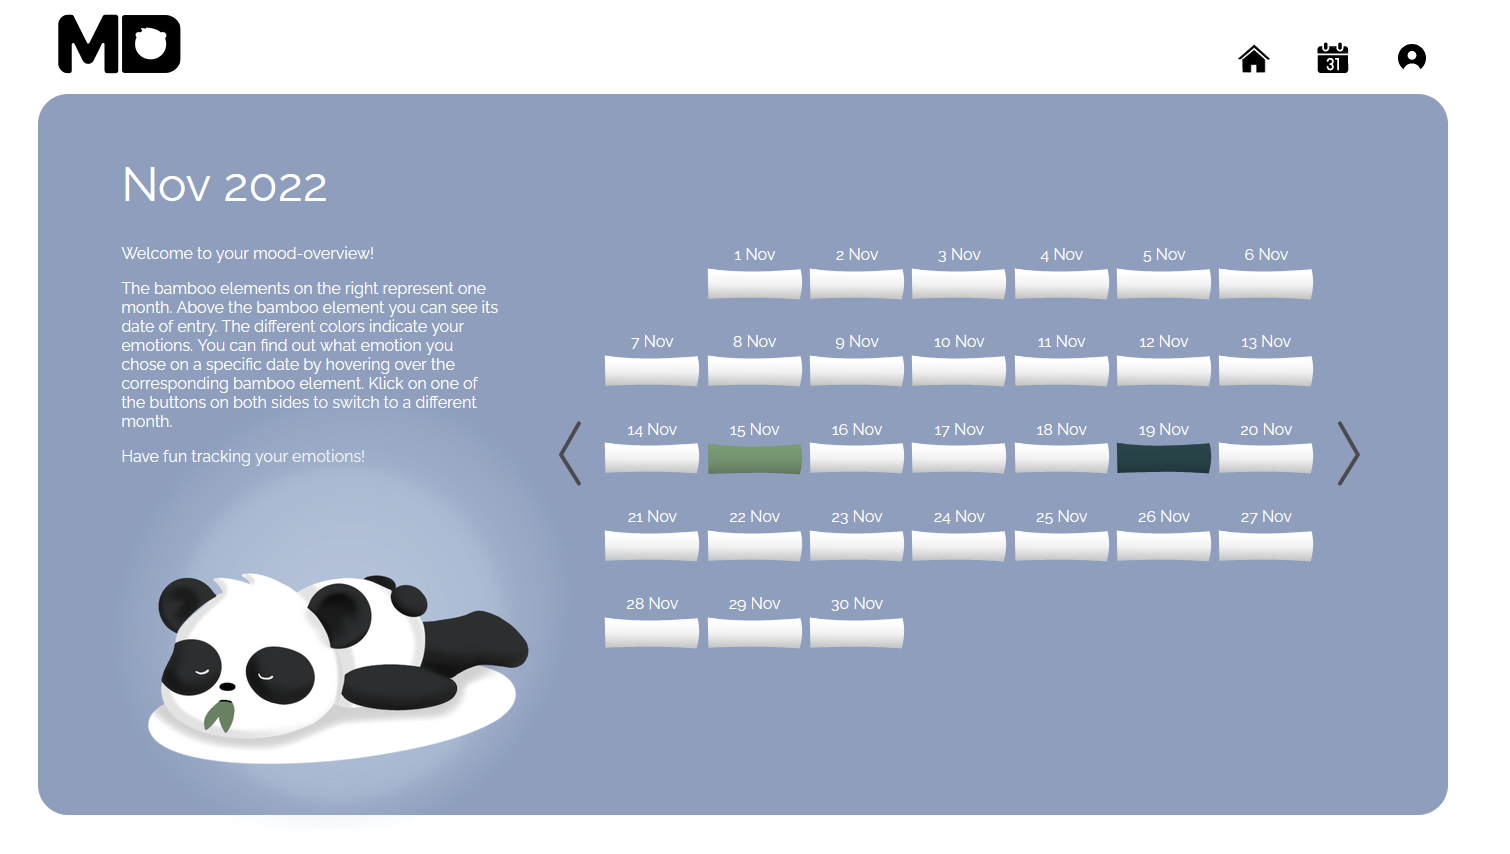 MD
31
Nov 2022
Welcome to your mood-overview!
The bamboo elements on the right represent one
month. Above the bamboo element you can see its
date of entry. The different colors indicate your
emotions. You can find out what emotion you
chose on a specific date by hovering over the
corresponding bamboo element. Klick on one of
the buttons on both sides to switch to a different
month.
Have fun tracking your emotions!
1 Nov 2 Nov 3 Nov 4 Nov 5 Nov 6 Nov
7 Nov 8 Nov 9 Nov 10 Nov 11 Nov 12 Nov 13 Nov
14 Nov 15 Nov 16 Nov 17 Nov 18 Nov 19 Nov 20 Nov
21 Nov 22 Nov 23 Nov 24 Nov 25 Nov 26 Nov 27 Nov
28 Nov 29 Nov 30 Nov